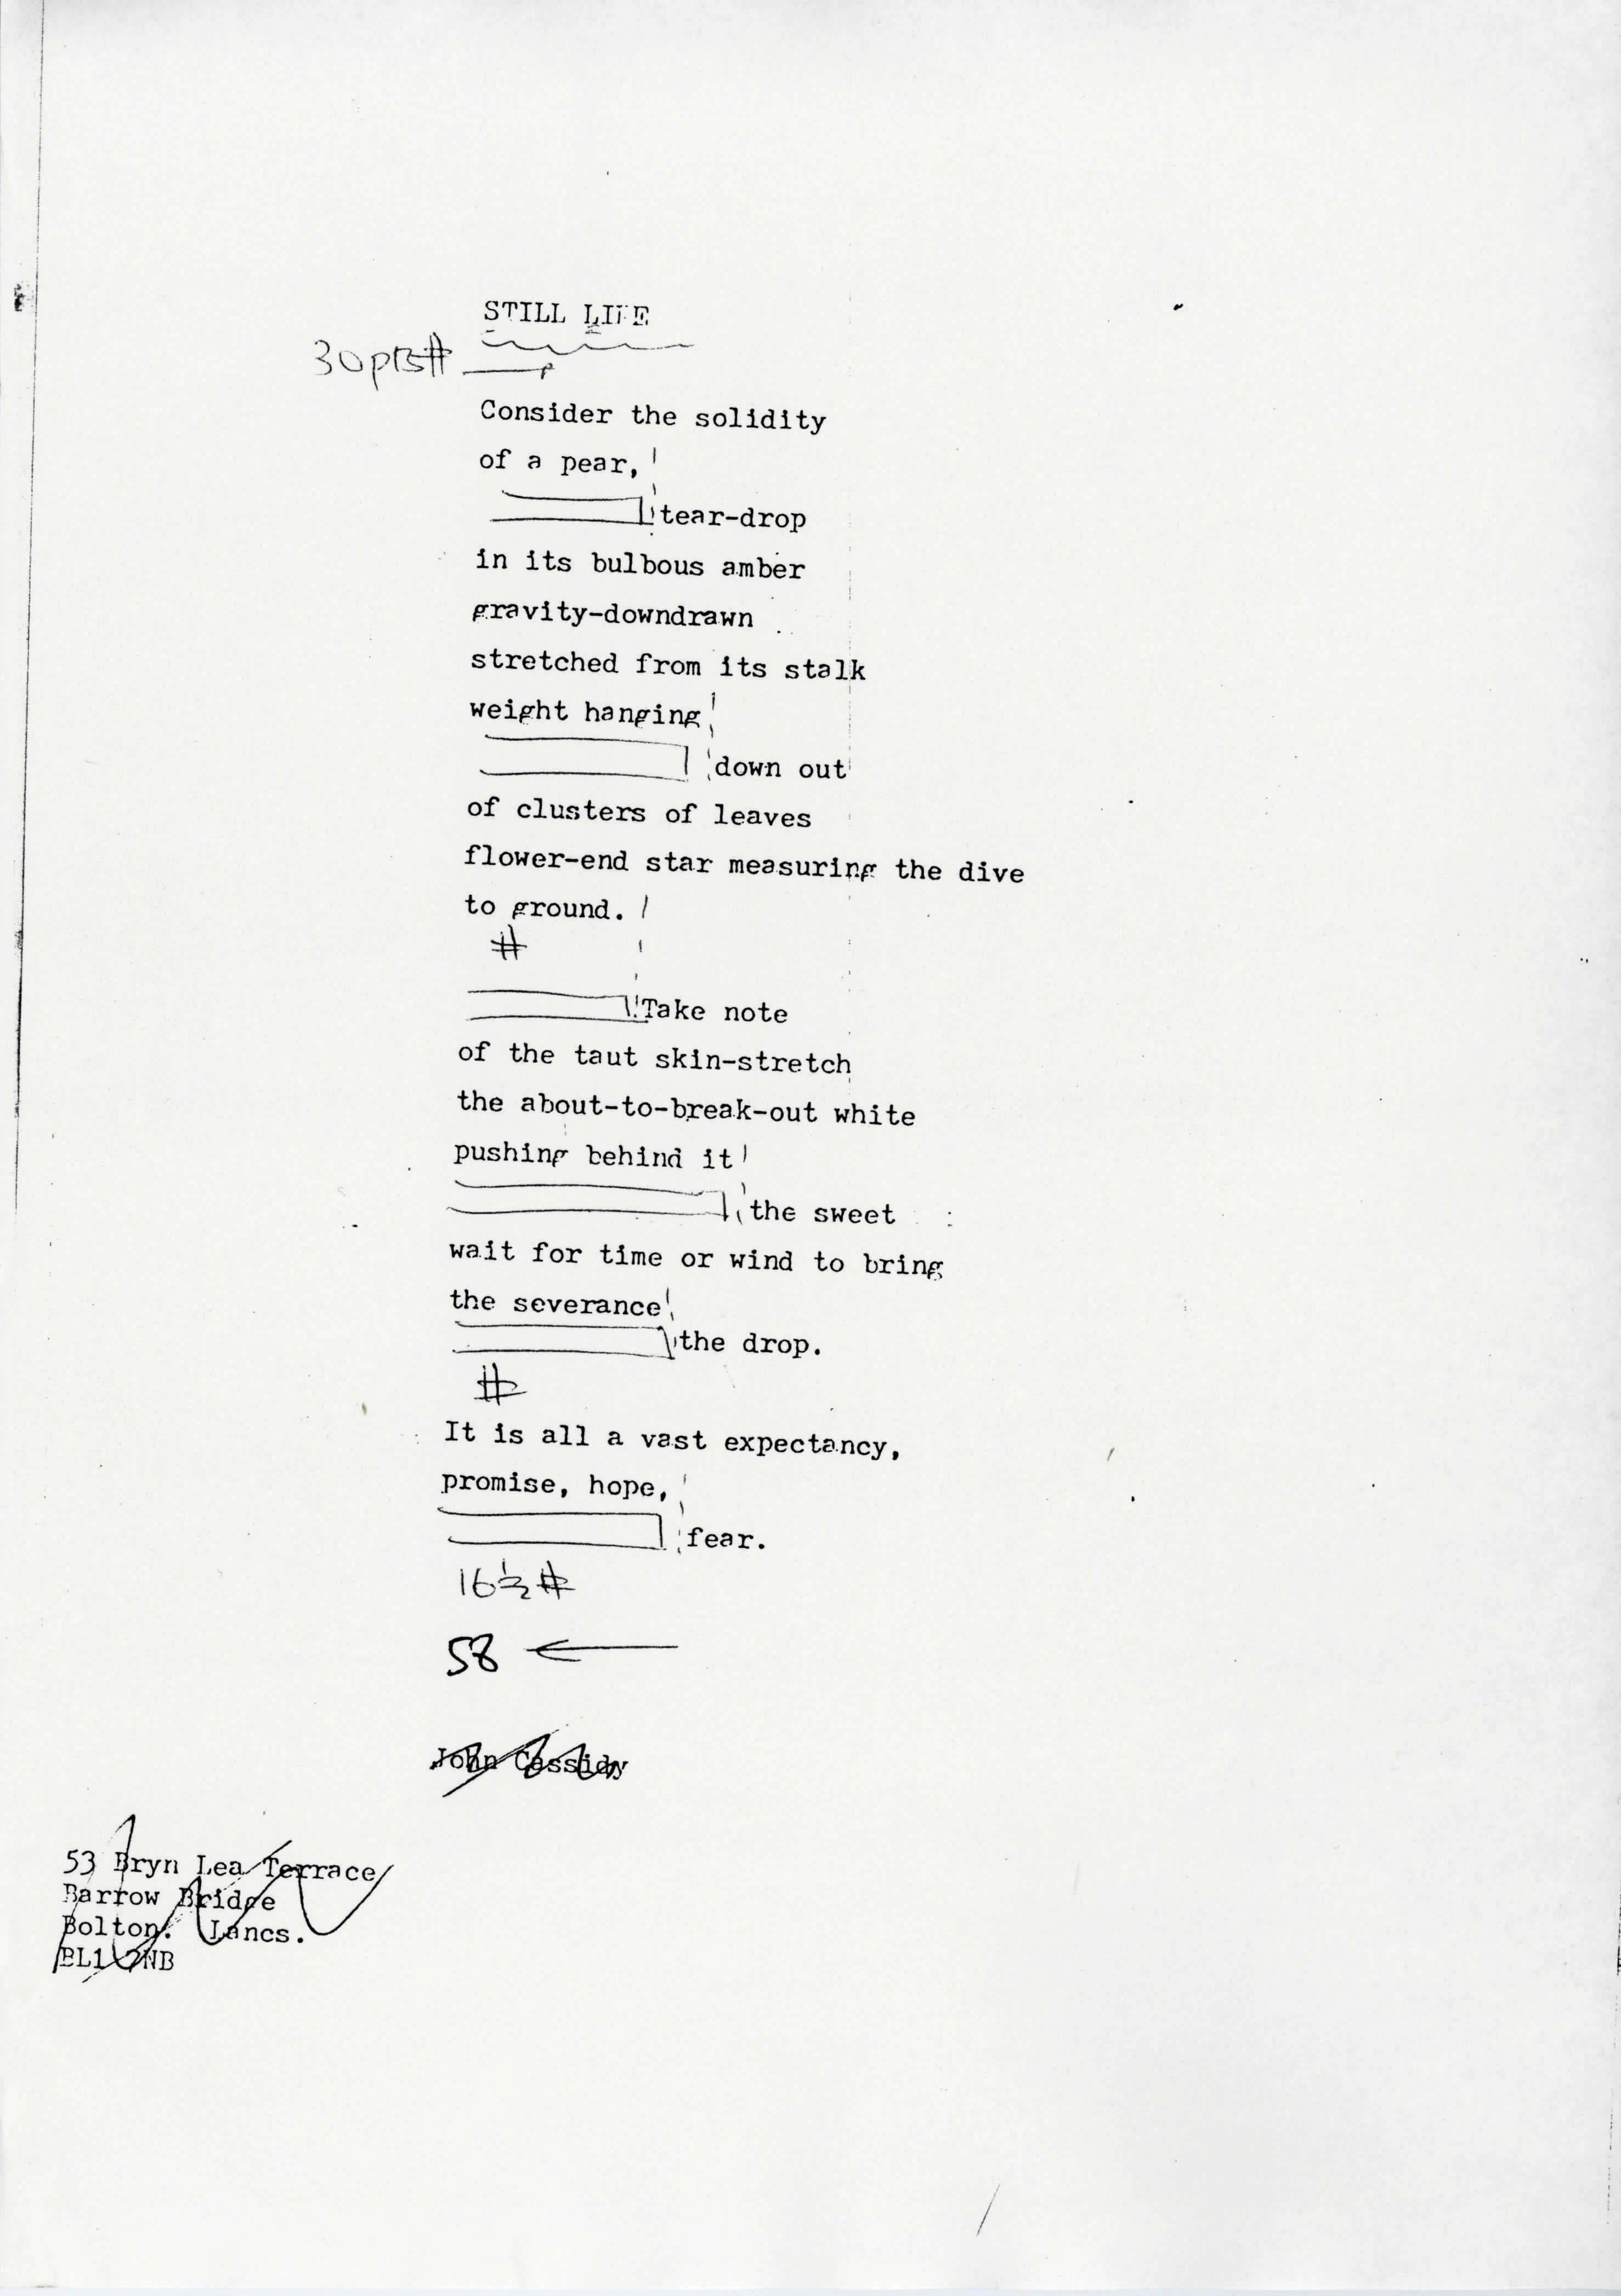 STILL LIFE
30pts#
Consider the solidity
of a pear,
tear-drop
in its bulbous amber
gravity-downdrawn
stretched from its stalk
weight hanging
down out
of clusters of leaves
flower-end star measuring the dive
to ground.
#
Take note
of the taut skin-stretch
the about-to-break-out white
pushing behind it
the sweet
wait for time or wind to bring
the severance
the drop.
#
It is all a vast expectancy,
promise, hope,
fear.
16½#
58 ←
John Cassidy
53 Bryn Lea Terrace
Barrow Bridge
Bolton. Lancs.
BL1 2NB